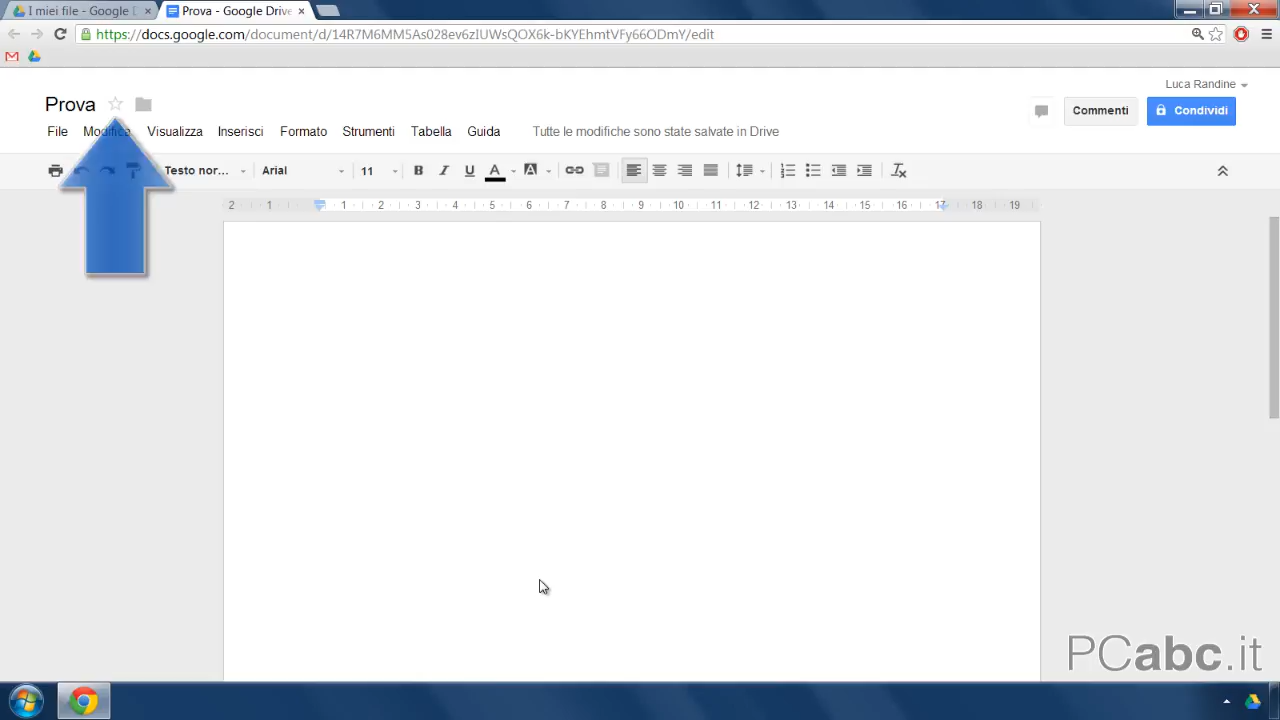 I miei file - Google D
Prova - Google Drive
https://docs.google.com/document/d/14R7M6MM5As028ev6zIUWsQOX6k-bKYEhmtVFy66ODmY/edit
Luca Randine
Prova
Commenti
Condividi
File Modifica Visualizza Inserisci Formato Strumenti Tabella Guida Tutte le modifiche sono state salvate in Drive
Testo nor... Arial 11 B I U A A
2 1 1 2 3 4 5 6 7 8 9 10 11 12 13 14 15 16 17 18 19
PCabc.it